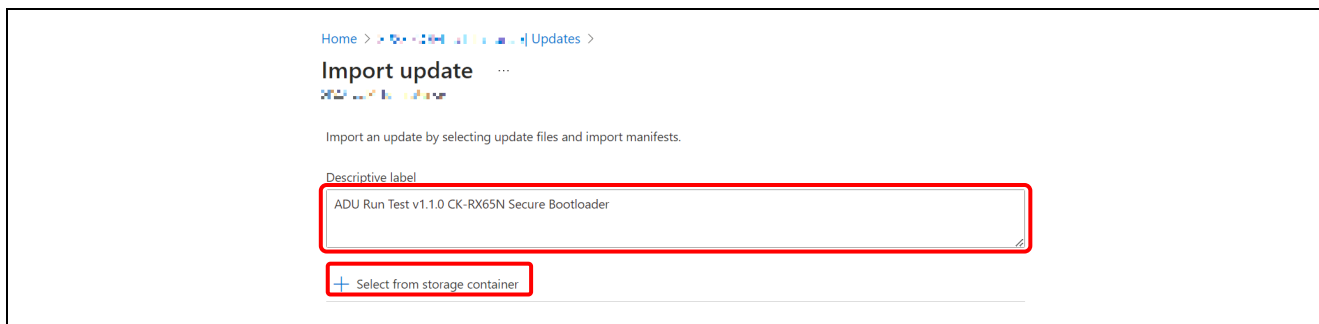 Home > | Updates >
Import update ...
Import an update by selecting update files and import manifests.
Descriptive label
ADU Run Test v1.1.0 CK-RX65N Secure Bootloader
+ Select from storage container